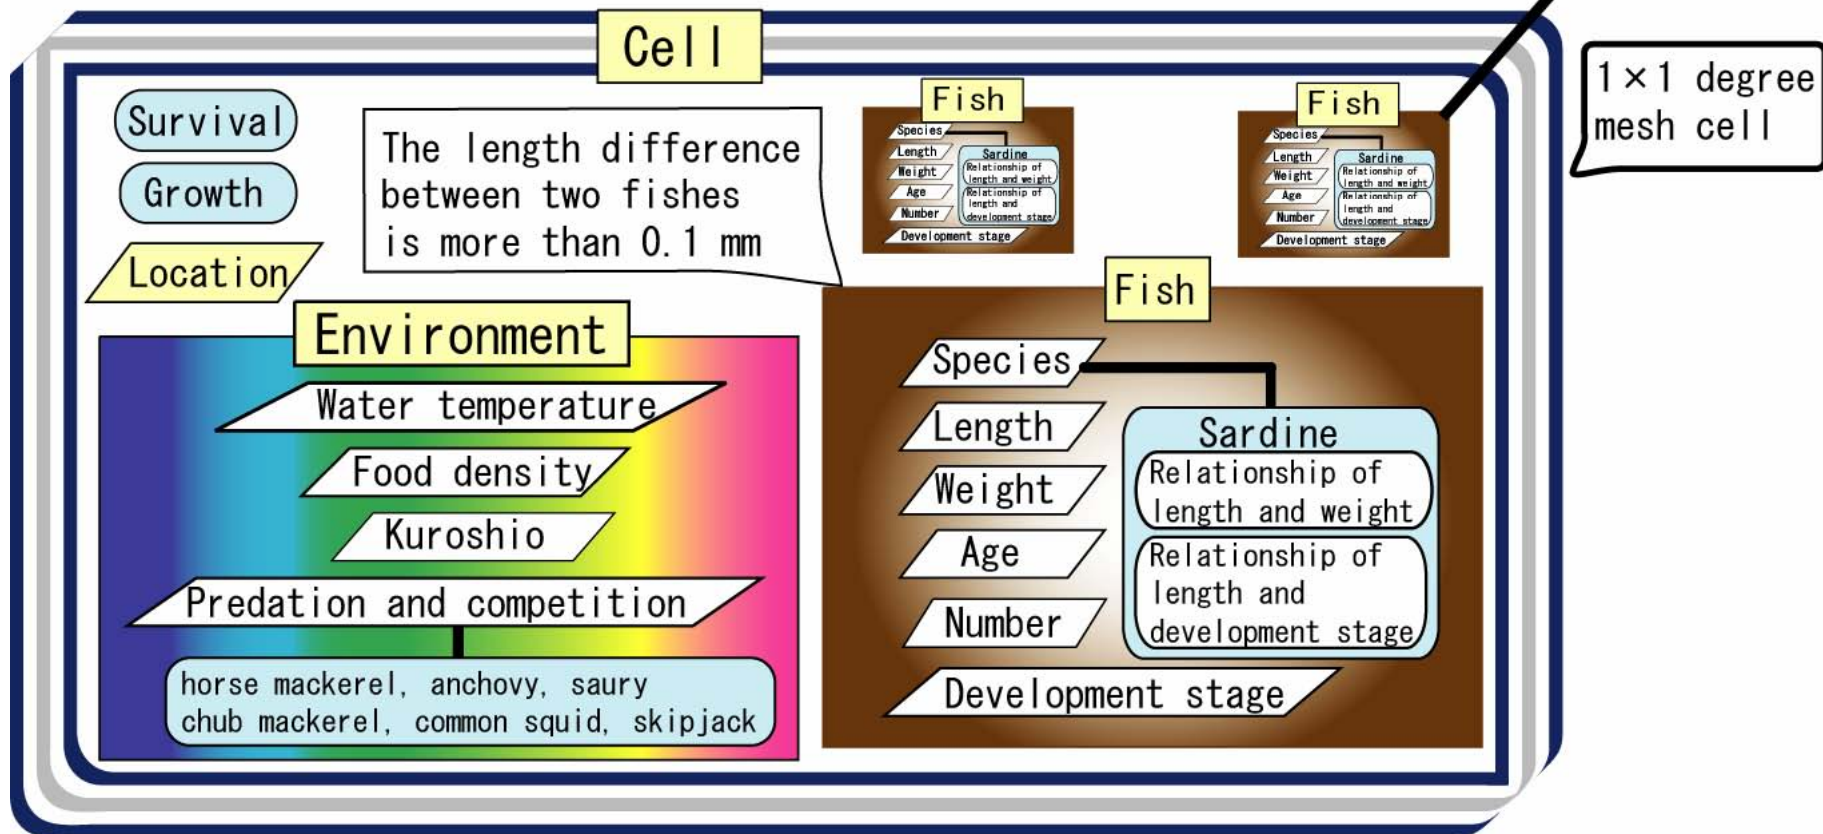 Cell
1×1 degree
mesh cell
Survival
Growth
Location
The length difference
between two fishes
is more than 0.1 mm
Fish
Species
Length
Weight
Age
Number
Development stage
Sardine
Relationship of
length and weight
Relationship of
length and
development stage
Fish
Species
Length
Weight
Age
Number
Development stage
Sardine
Relationship of
length and weight
Relationship of
length and
development stage
Environment
Water temperature
Food density
Kuroshio
Predation and competition
horse mackerel, anchovy, saury
chub mackerel, common squid, skipjack
Fish
Species
Length
Weight
Age
Number
Development stage
Sardine
Relationship of
length and weight
Relationship of
length and
development stage